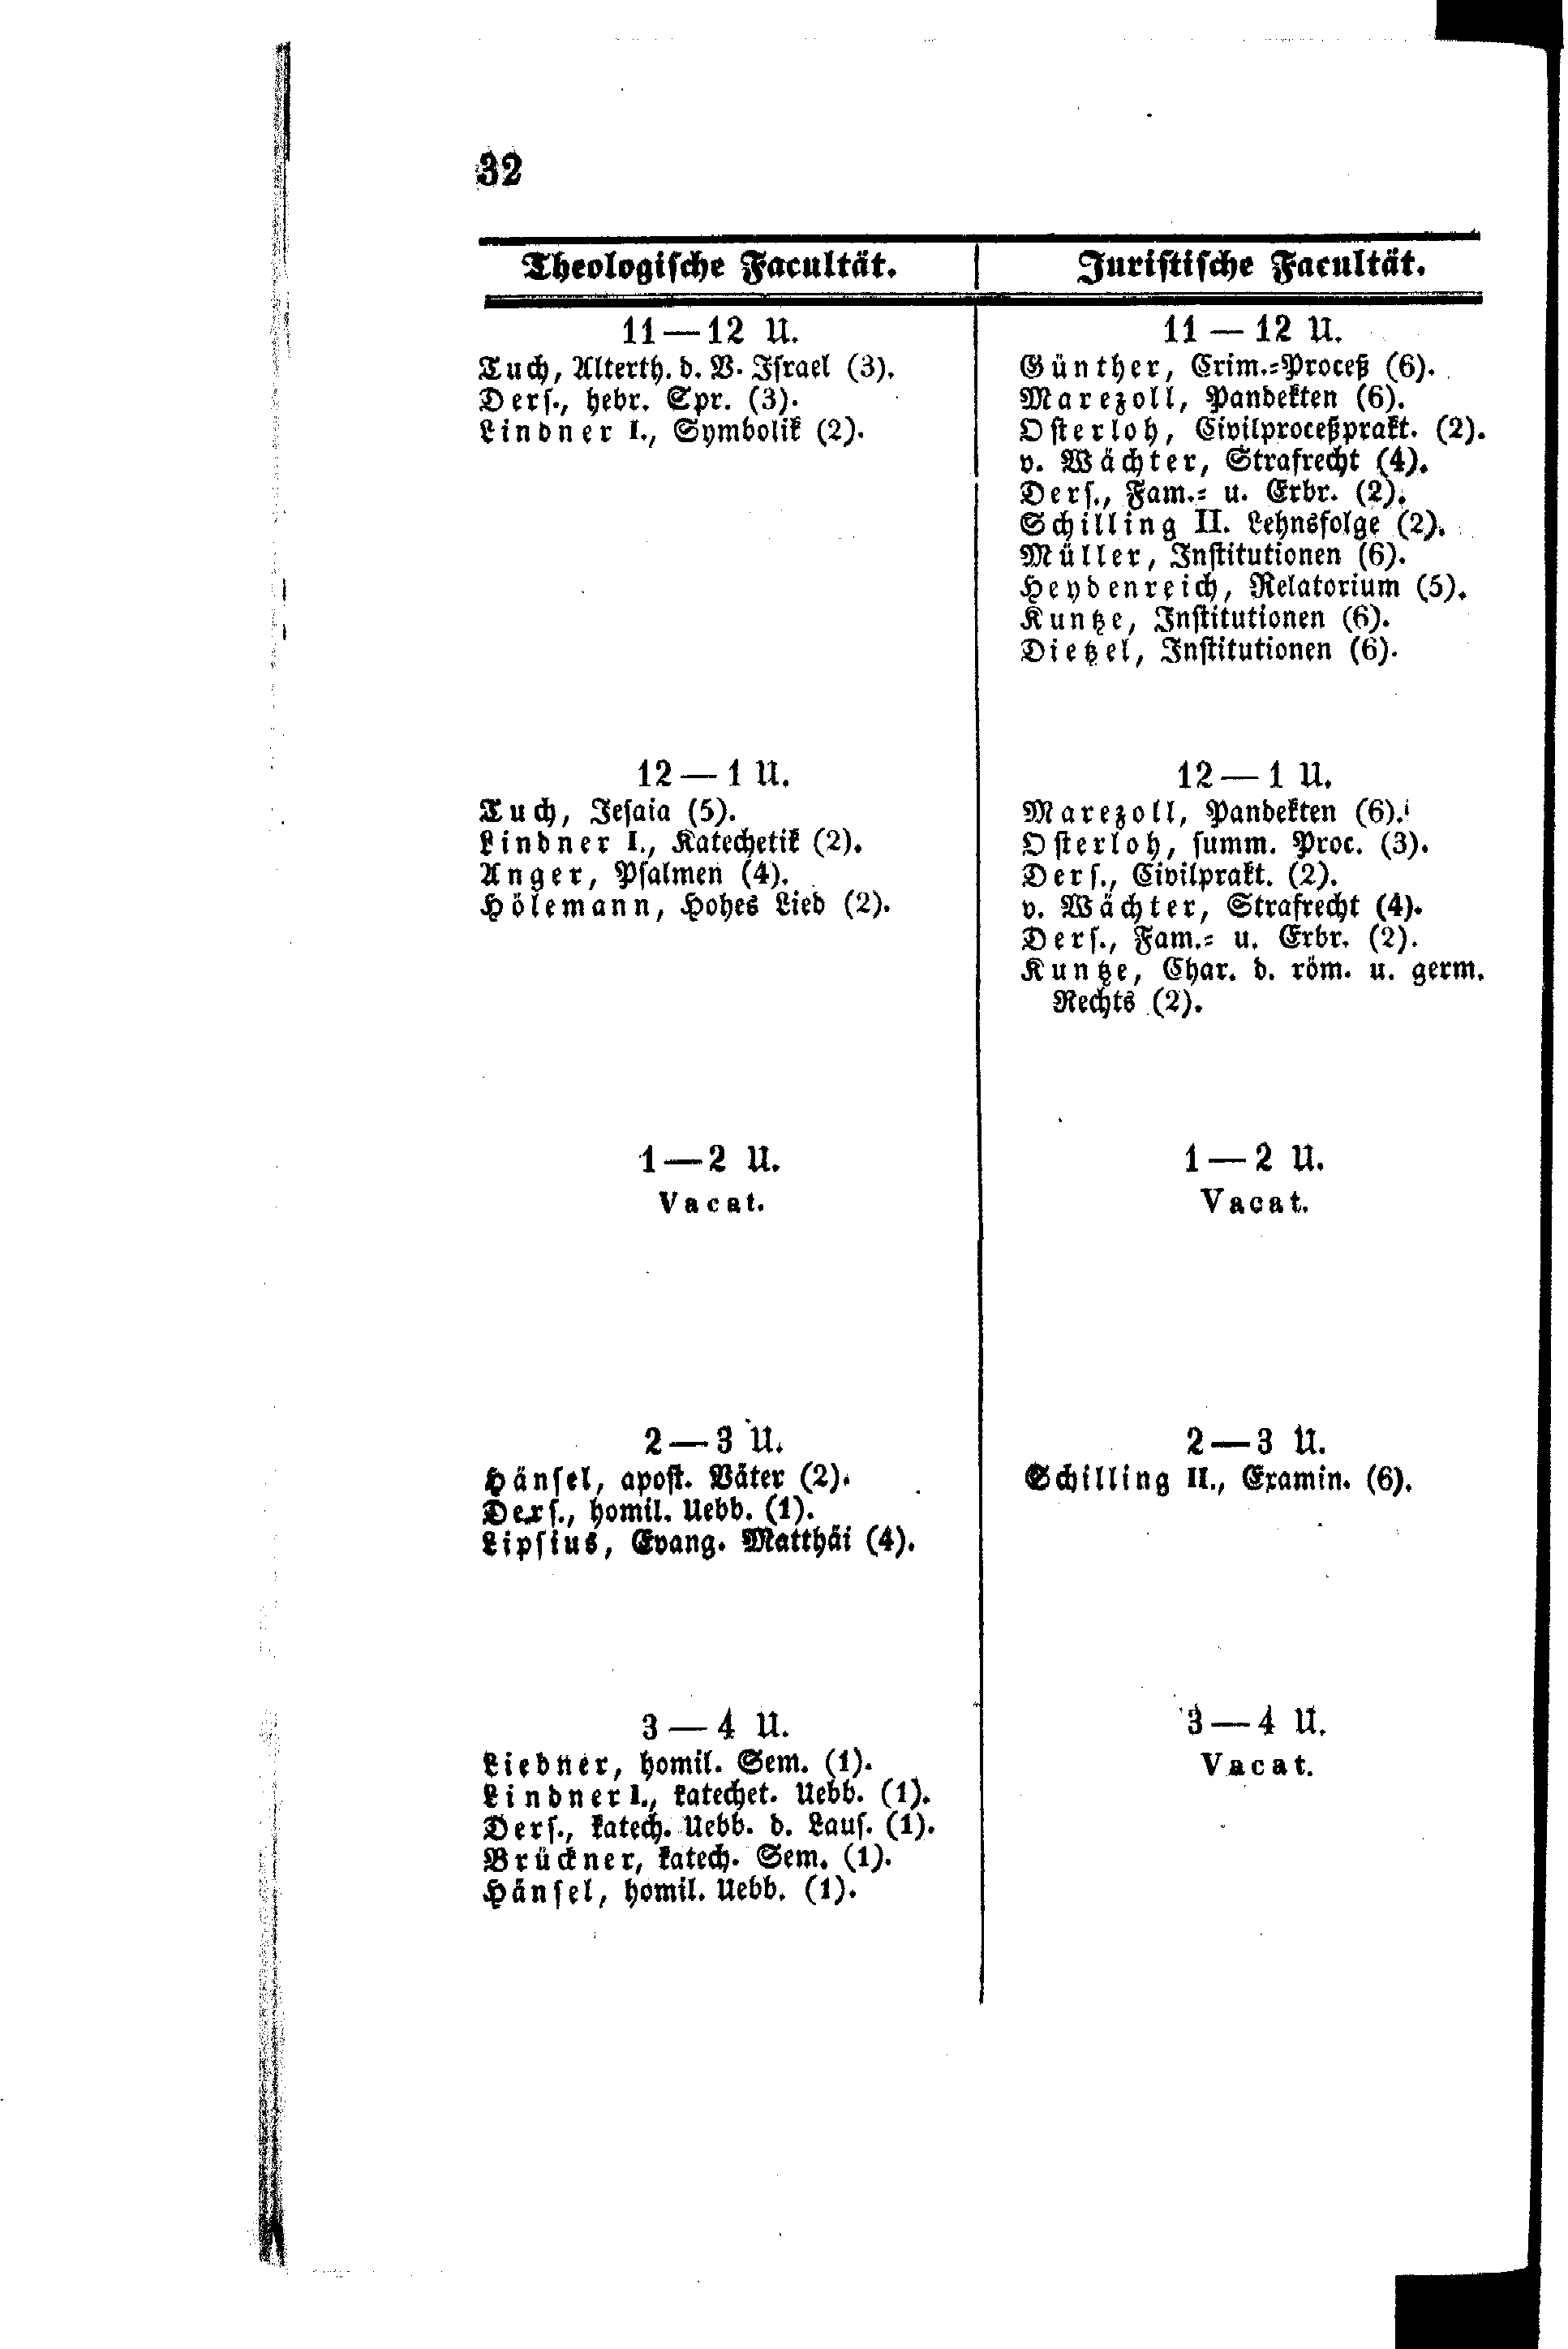 32
Theologische Facultät.
11—12 U.
Tuch, Alterth. d. V. Israel (3).
Ders., hebr. Spr. (3).
Lindner I., Symbolik (2).
12—1 U.
Tuch, Jesaia (5).
Lindner I., Katechetik (2).
Anger, Psalmen (4).
Hölemann, Hohes Lied (2).
1—2 U.
Vacat.
2—3 U.
Hänsel, apost. Väter (2).
Ders., homil. Uebb. (1).
Lipsius, Evang. Matthäi (4).
3—4 U.
Liebner, homil. Sem. (1).
Lindner I., katechet. Uebb. (1).
Ders., katech. Uebb. d. Laus. (1).
Brückner, katech. Sem. (1).
Hänsel, homil. Uebb. (1).
Juristische Facultät.
11—12 U.
Günther, Crim.-Proceß (6).
Marezoll, Pandekten (6).
Osterloh, Civilproceßprakt. (2).
v. Wächter, Strafrecht (4).
Ders., Fam.- u. Erbr. (2).
Schilling II. Lehnsfolge (2).
Müller, Institutionen (6).
Heydenreich, Relatorium (5).
Kuntze, Institutionen (6).
Dietzel, Institutionen (6).
12—1 U.
Marezoll, Pandekten (6).
Osterloh, summ. Proc. (3).
Ders., Civilprakt. (2).
v. Wächter, Strafrecht (4).
Ders., Fam.- u. Erbr. (2).
Kuntze, Char. d. röm. u. germ.
Rechts (2).
1—2 U.
Vacat.
2—3 U.
Schilling II., Examin. (6).
3—4 U.
Vacat.